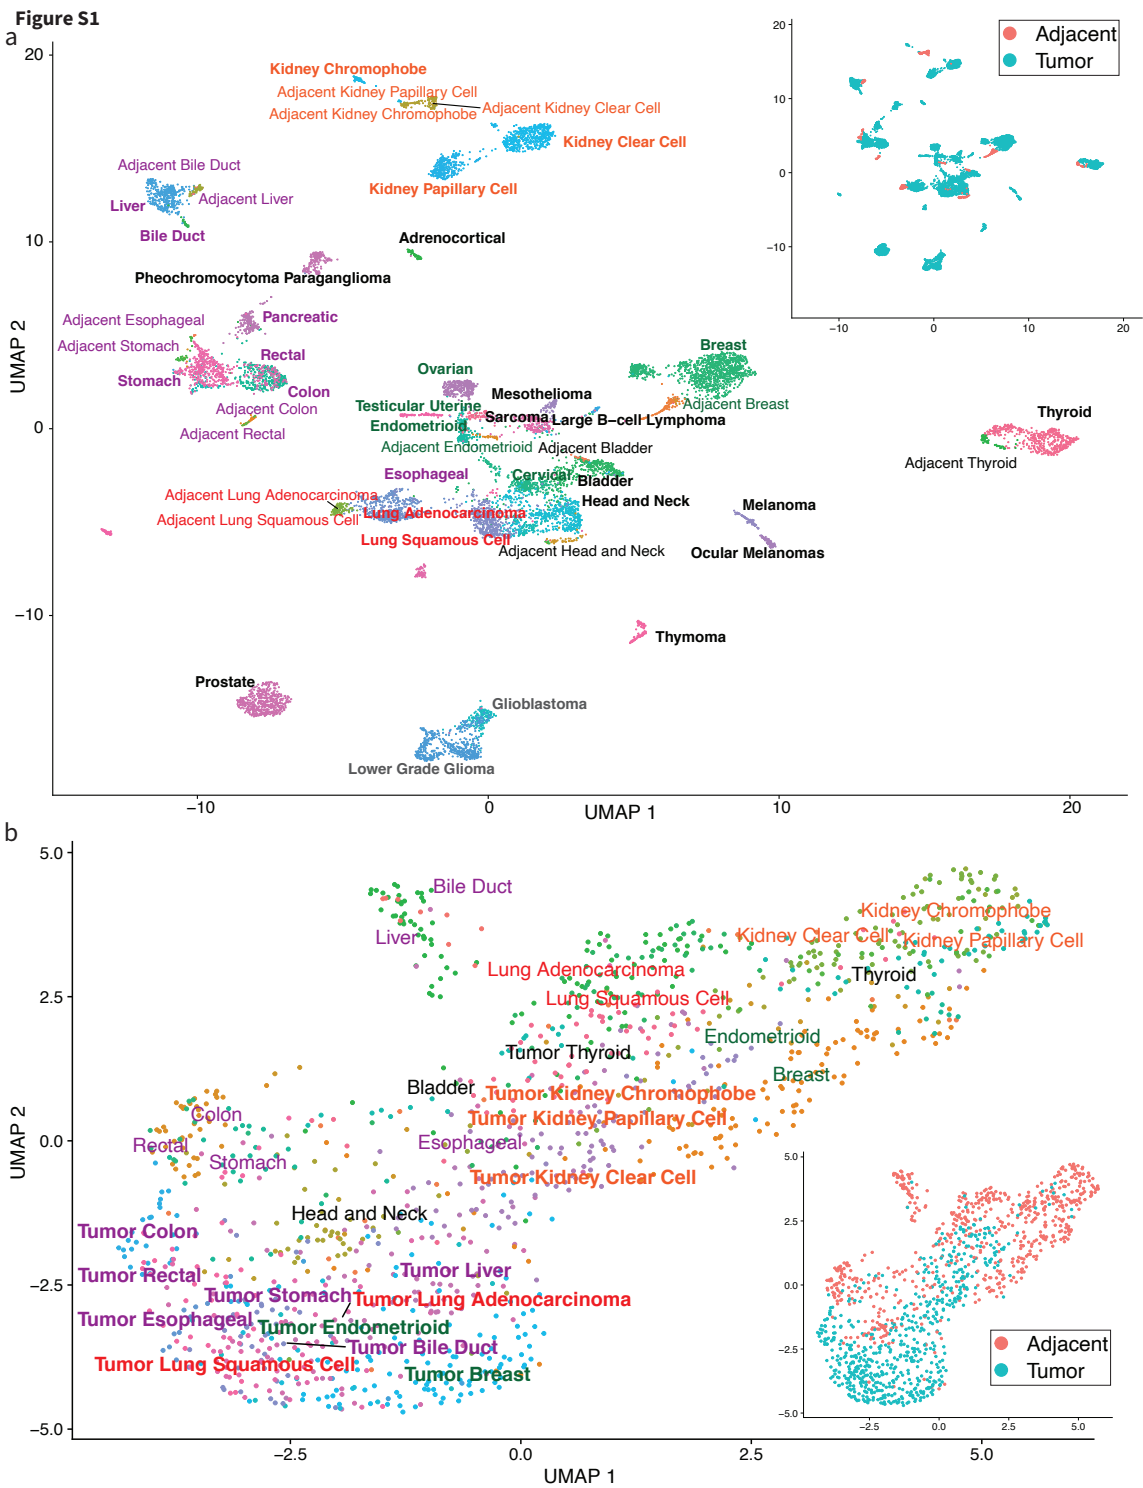 Figure S1
a
20
10
0
−10
UMAP 2
Kidney Chromophobe
Adjacent Kidney Papillary Cell
Adjacent Kidney Chromophobe
Adjacent Kidney Clear Cell
Kidney Clear Cell
Kidney Papillary Cell
Adjacent Bile Duct
Adjacent Liver
Liver
Bile Duct
Adrenocortical
Pheochromocytoma Paraganglioma
Adjacent Esophageal
Pancreatic
Adjacent Stomach
Rectal
Stomach
Colon
Adjacent Colon
Adjacent Rectal
Ovarian
Breast
Mesothelioma
Testicular Uterine
Adjacent Breast
Sarcoma
Large B−cell Lymphoma
Endometrioid
Adjacent Endometrioid
Adjacent Bladder
Thyroid
Adjacent Thyroid
Esophageal
Cervical
Bladder
Adjacent Lung Adenocarcinoma
Head and Neck
Adjacent Lung Squamous Cell
Lung Adenocarcinoma
Melanoma
Lung Squamous Cell
Adjacent Head and Neck
Ocular Melanomas
Thymoma
Prostate
Glioblastoma
Lower Grade Glioma
−10
0
10
20
UMAP 1
20
10
0
−10
−10
0
10
20
Adjacent
Tumor
b
5.0
2.5
0.0
−2.5
−5.0
UMAP 2
Bile Duct
Liver
Kidney Chromophobe
Kidney Clear Cell
Kidney Papillary Cell
Lung Adenocarcinoma
Thyroid
Lung Squamous Cell
Endometrioid
Tumor Thyroid
Breast
Bladder
Tumor Kidney Chromophobe
Colon
Tumor Kidney Papillary Cell
Rectal
Esophageal
Stomach
Tumor Kidney Clear Cell
Head and Neck
Tumor Colon
Tumor Rectal
Tumor Liver
Tumor Stomach
Tumor Lung Adenocarcinoma
Tumor Esophageal
Tumor Endometrioid
Tumor Bile Duct
Tumor Lung Squamous Cell
Tumor Breast
−2.5
0.0
2.5
5.0
UMAP 1
5.0
2.5
0.0
−2.5
−5.0
−2.5
0.0
2.5
5.0
Adjacent
Tumor